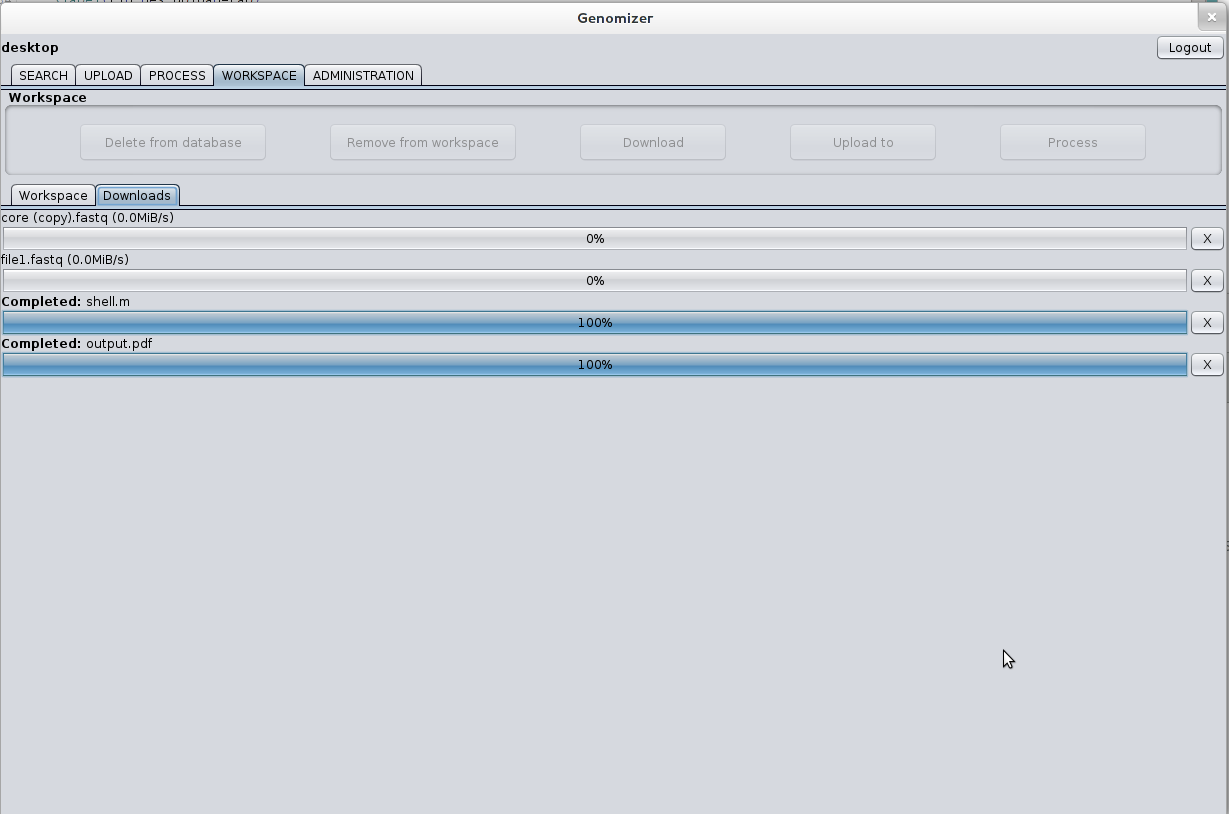 Genomizer
desktop
Logout
SEARCH UPLOAD PROCESS WORKSPACE ADMINISTRATION
Workspace
Delete from database Remove from workspace Download Upload to Process
Workspace Downloads
core (copy).fastq (0.0MiB/s)
0% X
file1.fastq (0.0MiB/s)
0% X
Completed: shell.m
100% X
Completed: output.pdf
100% X